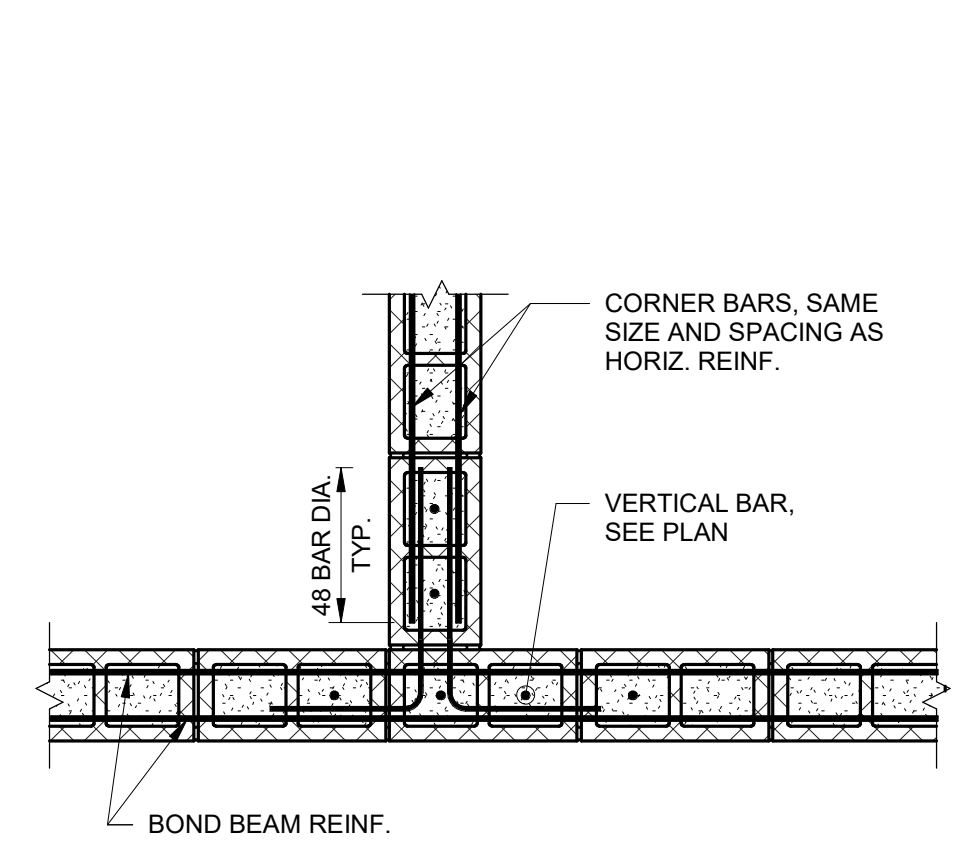 CORNER BARS, SAME
SIZE AND SPACING AS
HORIZ. REINF.
48 BAR DIA.
TYP.
VERTICAL BAR,
SEE PLAN
BOND BEAM REINF.